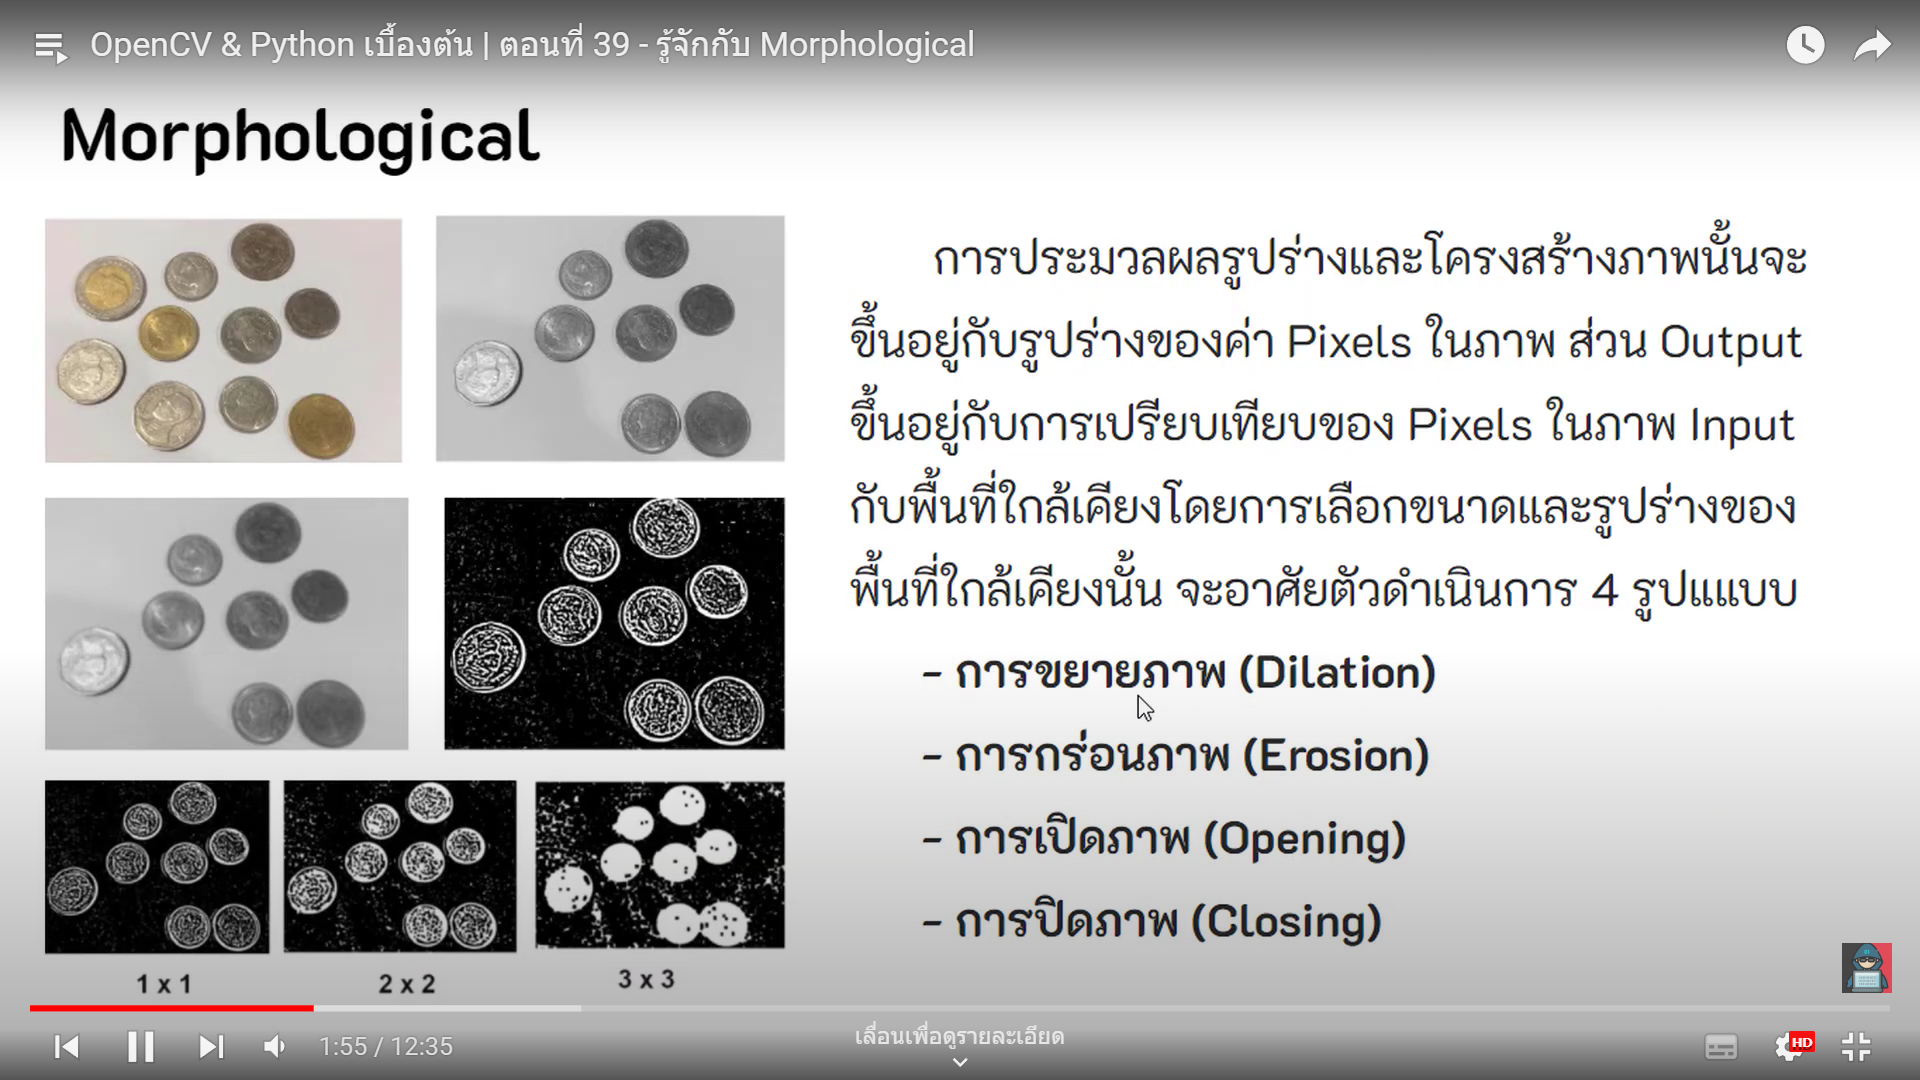 OpenCV & Python เบื้องต้น | ตอนที่ 39 - รู้จักกับ Morphological
Morphological
การประมวลผลรูปร่างและโครงสร้างภาพนั้นจะ
ขึ้นอยู่กับรูปร่างของค่า Pixels ในภาพ ส่วน Output
ขึ้นอยู่กับการเปรียบเทียบของ Pixels ในภาพ Input
กับพื้นที่ใกล้เคียงโดยการเลือกขนาดและรูปร่างของ
พื้นที่ใกล้เคียงนั้น จะอาศัยตัวดำเนินการ 4 รูปแแบบ
- การขยายภาพ (Dilation)
- การกร่อนภาพ (Erosion)
- การเปิดภาพ (Opening)
- การปิดภาพ (Closing)
1 x 1
2 x 2
3 x 3
1:55 / 12:35
เลื่อนเพื่อดูรายละเอียด
HD